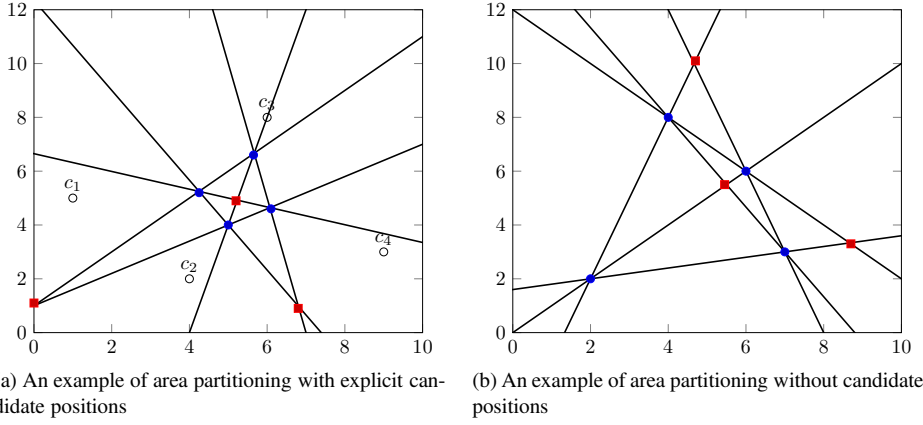 12
10
8
6
4
2
0
0 2 4 6 8 10
c1
c2
c3
c4
12
10
8
6
4
2
0
0 2 4 6 8 10
a) An example of area partitioning with explicit can-
didate positions
(b) An example of area partitioning without candidate
positions